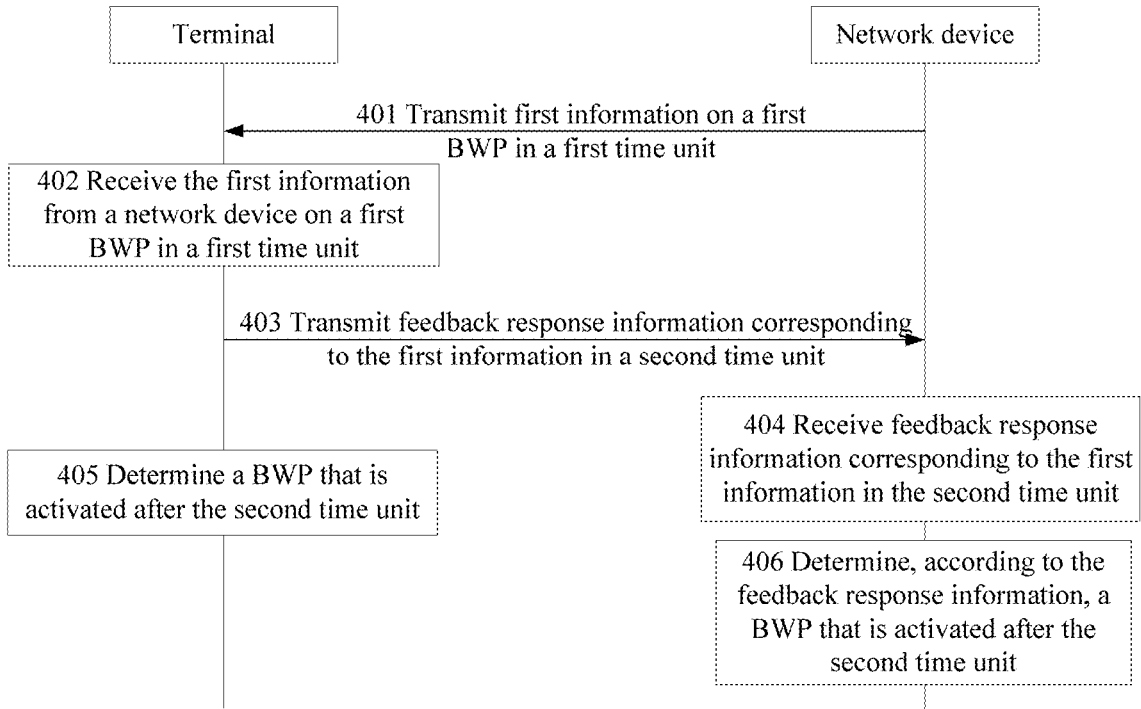 Terminal
Network device
401 Transmit first information on a first
BWP in a first time unit
402 Receive the first information
from a network device on a first
BWP in a first time unit
403 Transmit feedback response information corresponding
to the first information in a second time unit
404 Receive feedback response
information corresponding to the first
information in the second time unit
405 Determine a BWP that is
activated after the second time unit
406 Determine, according to the
feedback response information, a
BWP that is activated after the
second time unit